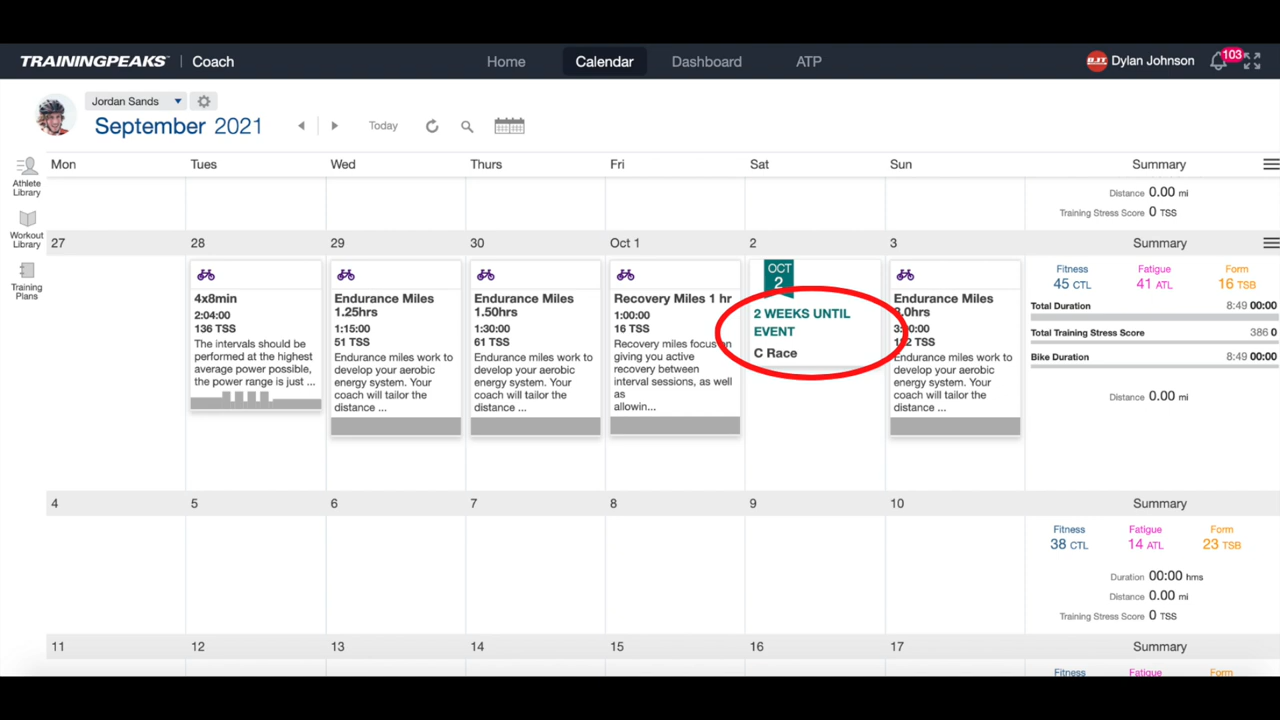 TRAININGPEAKS™ | Coach
Home
Calendar
Dashboard
ATP
Dylan Johnson
103
Jordan Sands
September 2021
Today
Athlete
Library
Workout
Library
Training
Plans
Mon
Tues
Wed
Thurs
Fri
Sat
Sun
Summary
Distance 0.00 mi
Training Stress Score 0 TSS
27
28
29
30
Oct 1
2
3
Summary
4x8min
2:04:00
136 TSS
The intervals should be
performed at the highest
average power possible,
the power range is just ...
Endurance Miles
1.25hrs
1:15:00
51 TSS
Endurance miles work to
develop your aerobic
energy system. Your
coach will tailor the
distance ...
Endurance Miles
1.50hrs
1:30:00
61 TSS
Endurance miles work to
develop your aerobic
energy system. Your
coach will tailor the
distance ...
Recovery Miles 1 hr
1:00:00
16 TSS
Recovery miles focus on
giving you active
recovery between
interval sessions, as well
as
allowin...
OCT
2
2 WEEKS UNTIL
EVENT
C Race
Endurance Miles
3.0hrs
3:00:00
TSS
Endurance miles work to
develop your aerobic
energy system. Your
coach will tailor the
distance ...
Fitness
45 CTL
Fatigue
41 ATL
Form
16 TSB
Total Duration 8:49 00:00
Total Training Stress Score 386 0
Bike Duration 8:49 00:00
Distance 0.00 mi
4
5
6
7
8
9
10
Summary
Fitness
38 CTL
Fatigue
14 ATL
Form
23 TSB
Duration 00:00 hms
Distance 0.00 mi
Training Stress Score 0 TSS
11
12
13
14
15
16
17
Summary
Fitness
Fatigue
Form